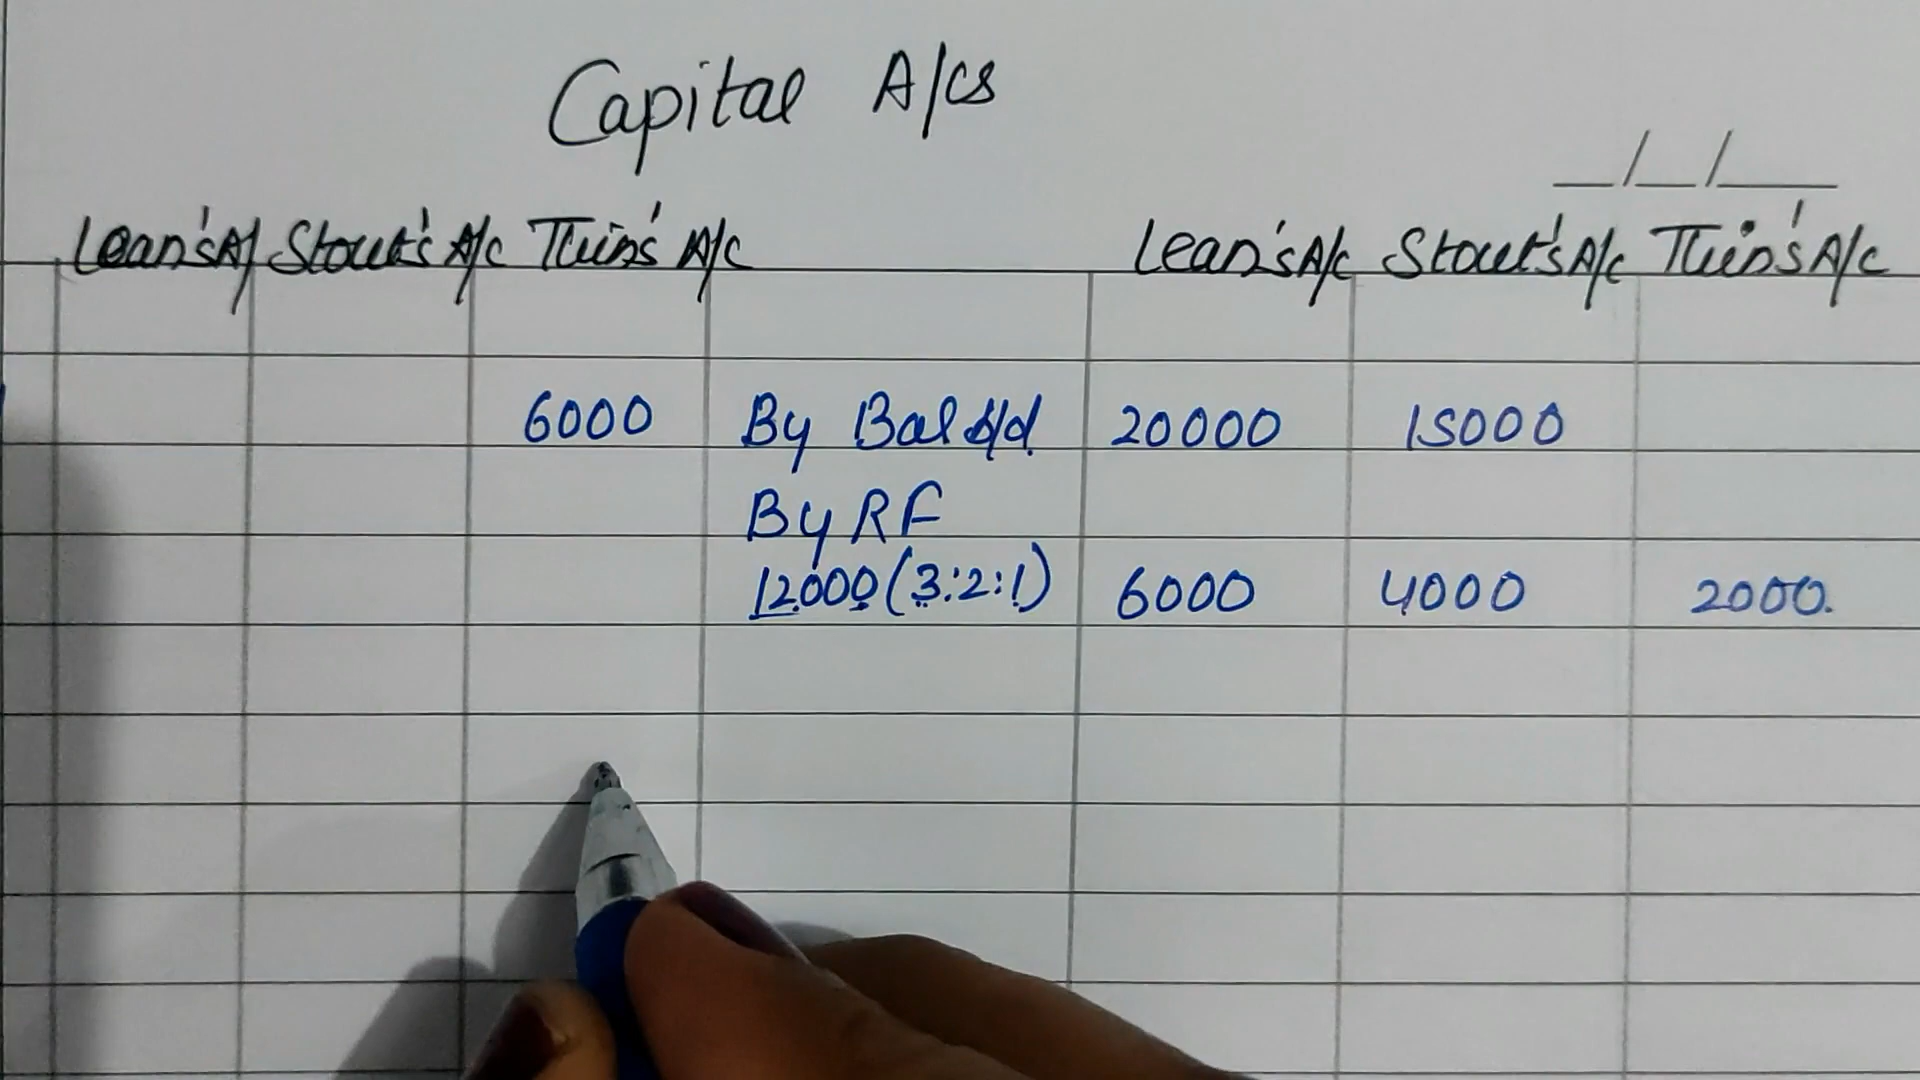 Capital A/cs
__/__/____
Lean's A/ Stout's A/c Thin's A/c Lean's A/c Stout's A/c Thin's A/c
6000 By Bal b/d 20000 15000
By RF
12000 (3:2:1) 6000 4000 2000.